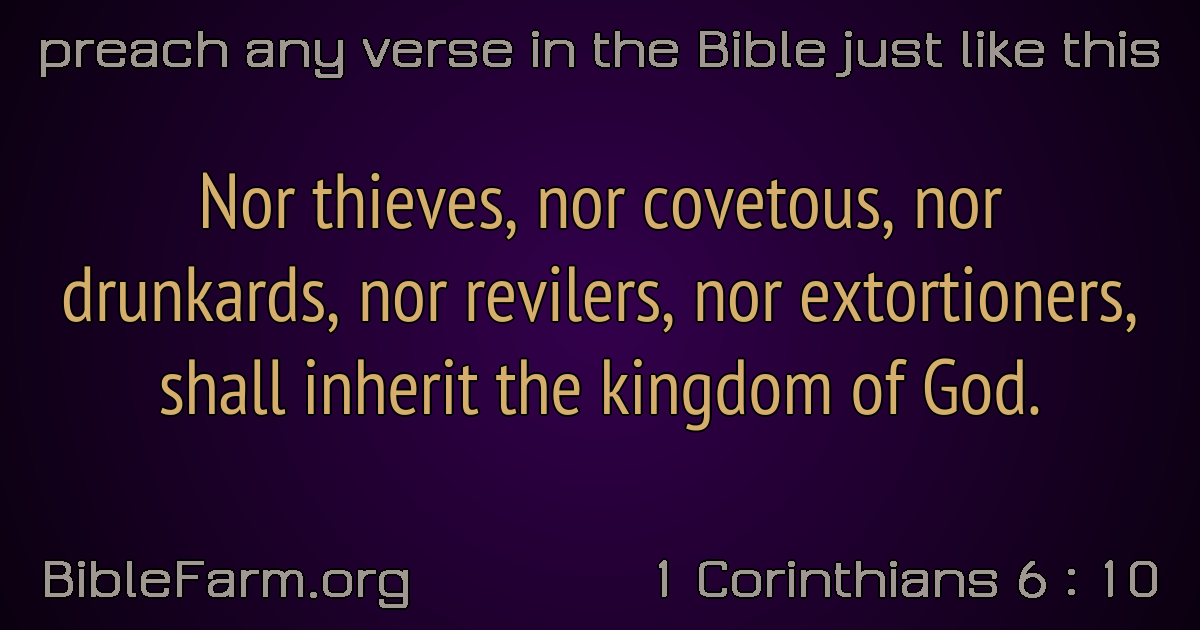 preach any verse in the Bible just like this
Nor thieves, nor covetous, nor
drunkards, nor revilers, nor extortioners,
shall inherit the kingdom of God.
BibleFarm.org
1 Corinthians 6 : 10